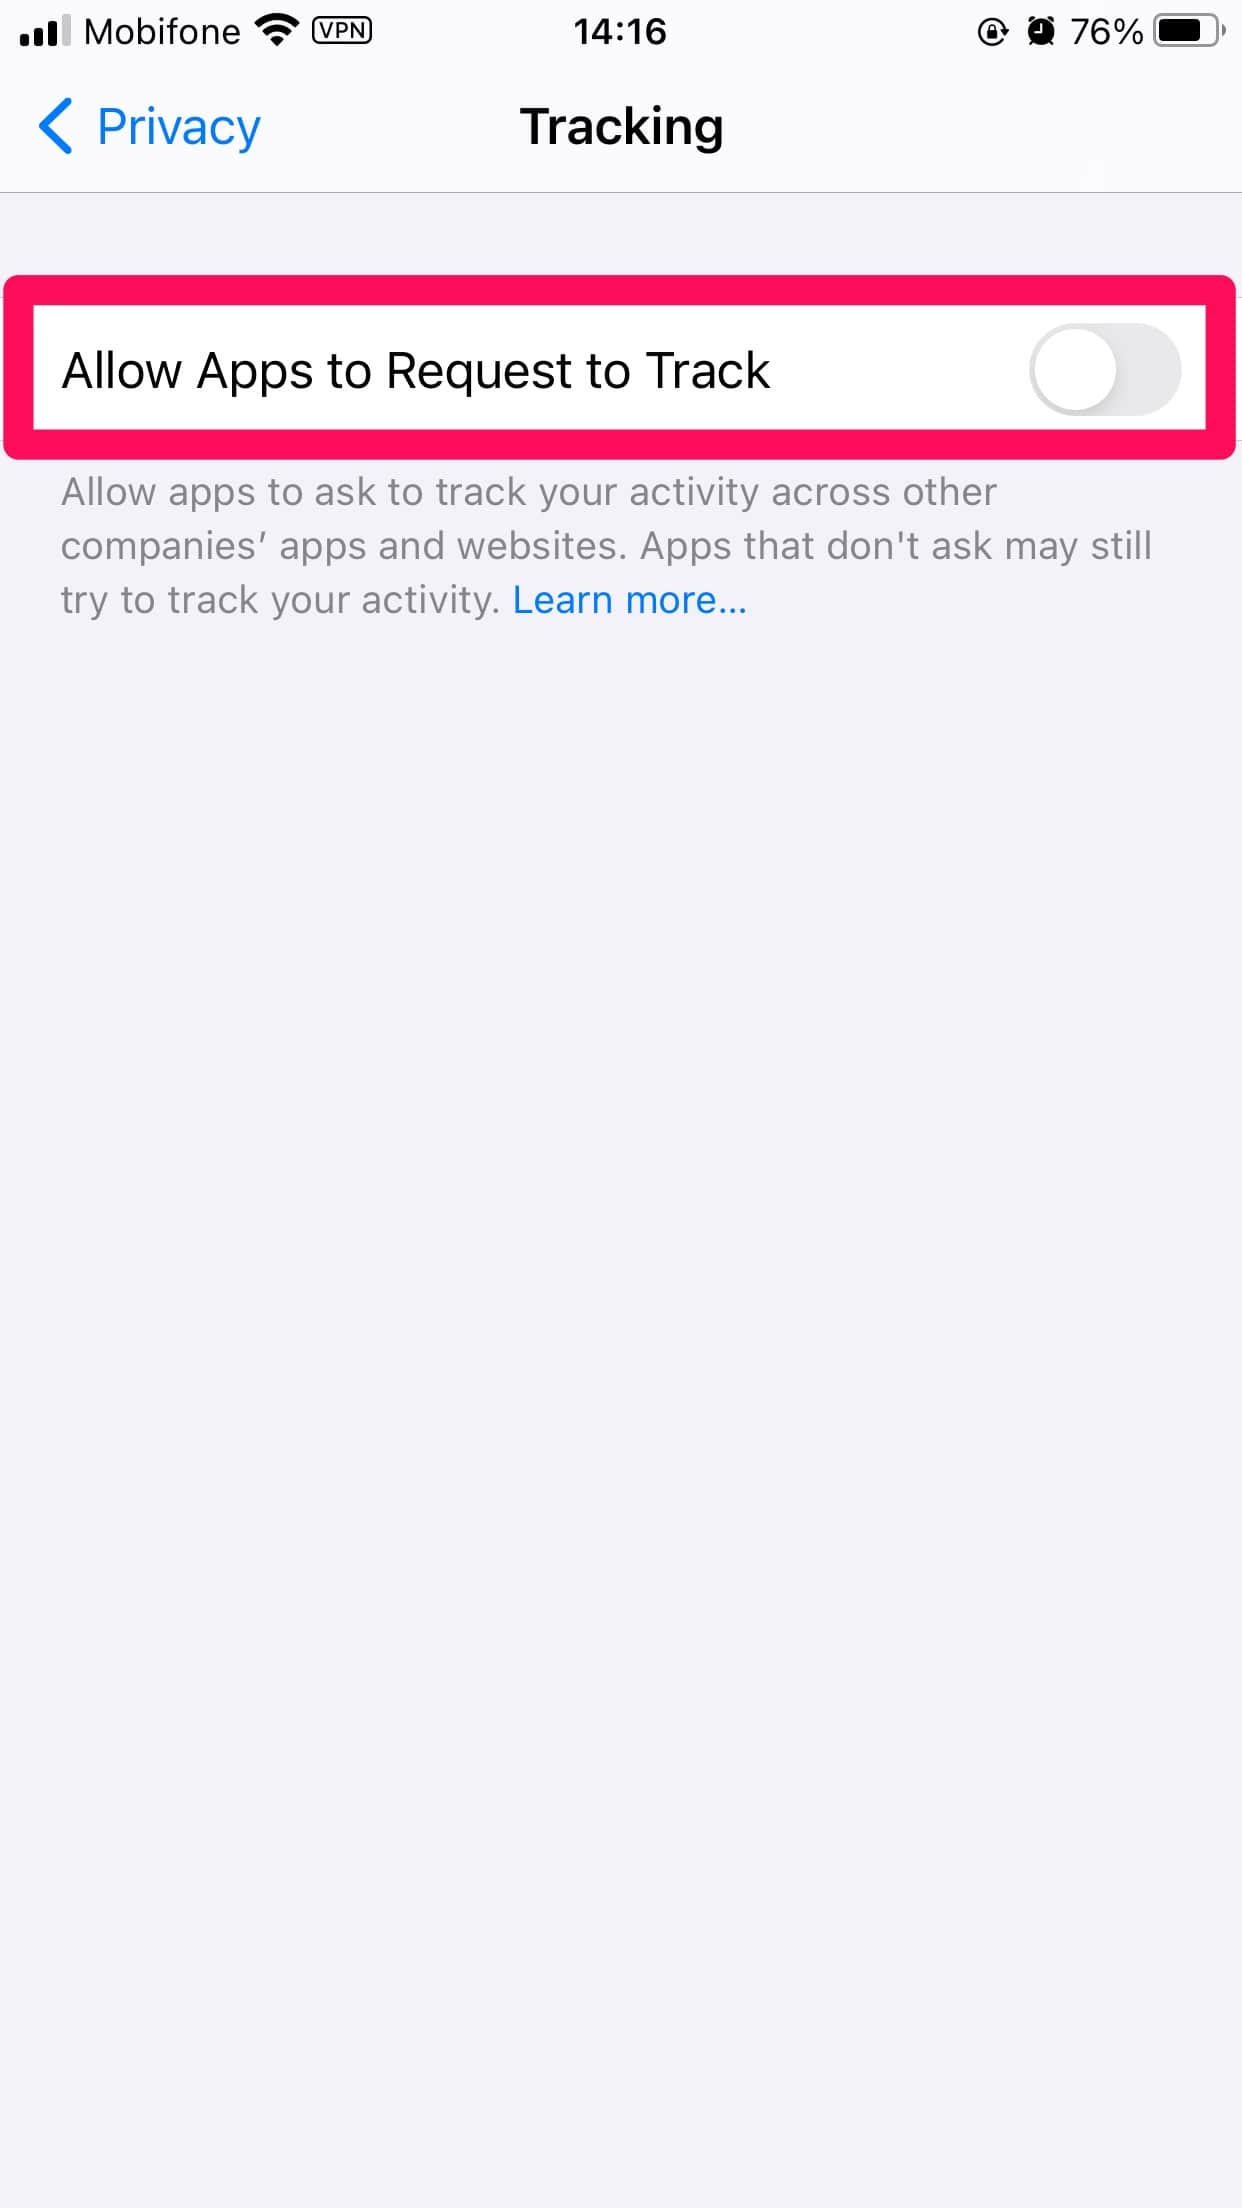 Mobifone VPN 14:16 76%
Privacy Tracking
Allow Apps to Request to Track
Allow apps to ask to track your activity across other
companies’ apps and websites. Apps that don't ask may still
try to track your activity. Learn more...